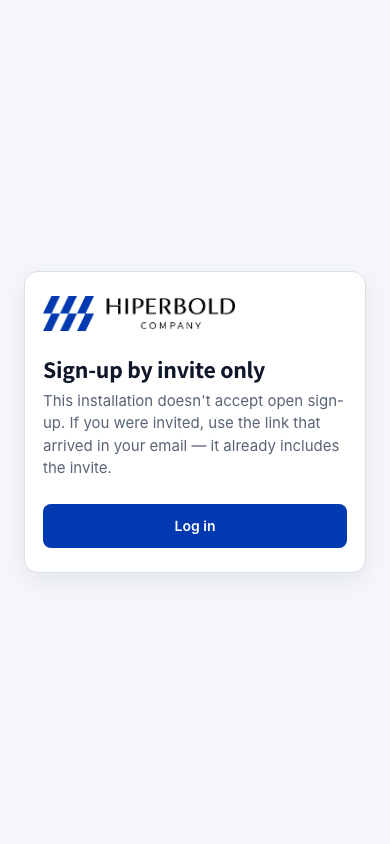 HIPERBOLD
COMPANY
Sign-up by invite only
This installation doesn't accept open sign-
up. If you were invited, use the link that
arrived in your email — it already includes
the invite.
Log in